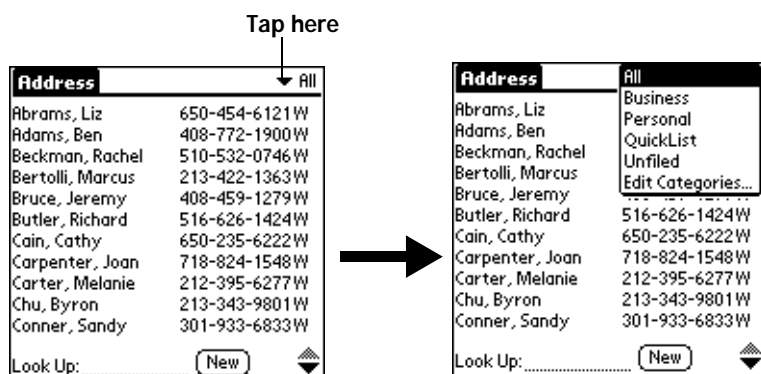 Tap here
Address All
Abrams, Liz 650-454-6121W
Adams, Ben 408-772-1900W
Beckman, Rachel 510-532-0746W
Bertolli, Marcus 213-422-1363W
Bruce, Jeremy 408-459-1279W
Butler, Richard 516-626-1424W
Cain, Cathy 650-235-6222W
Carpenter, Joan 718-824-1548W
Carter, Melanie 212-395-6277W
Chu, Byron 213-343-9801W
Conner, Sandy 301-933-6833W
Look Up: New
Address All
Business
Personal
QuickList
Unfiled
Edit Categories...
Abrams, Liz
Adams, Ben
Beckman, Rachel
Bertolli, Marcus
Bruce, Jeremy
Butler, Richard 516-626-1424W
Cain, Cathy 650-235-6222W
Carpenter, Joan 718-824-1548W
Carter, Melanie 212-395-6277W
Chu, Byron 213-343-9801W
Conner, Sandy 301-933-6833W
Look Up: New